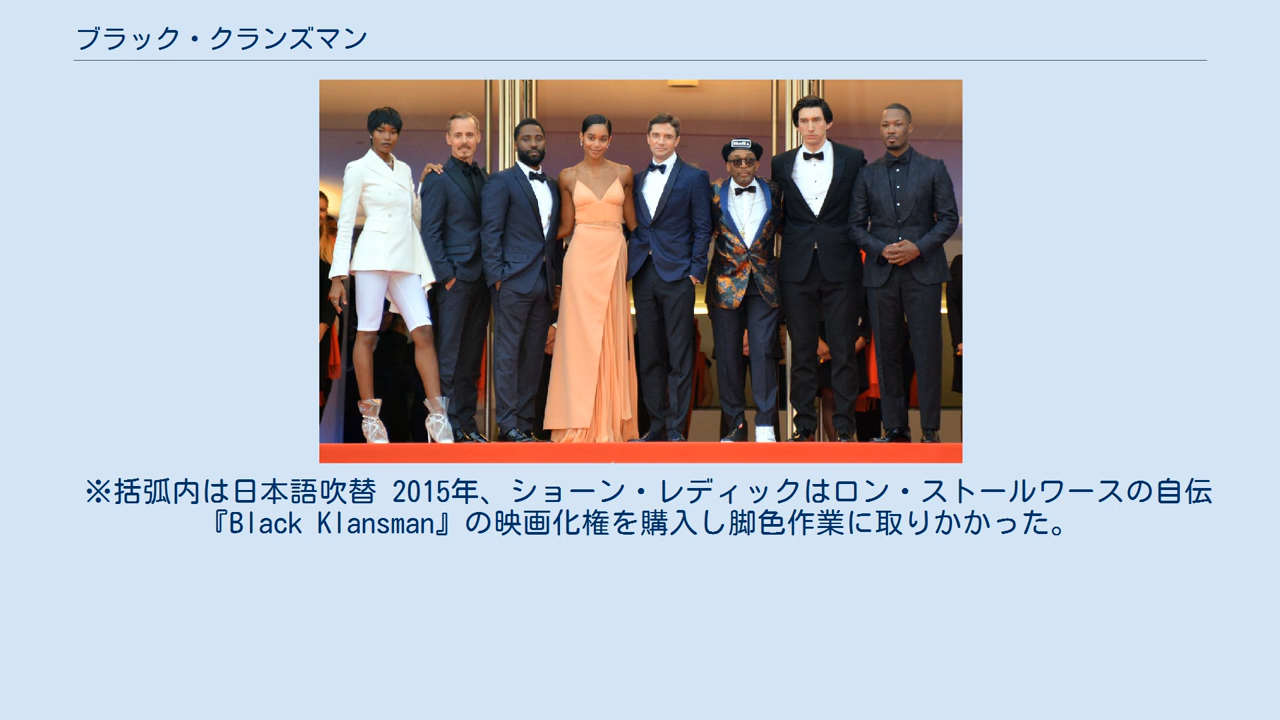 ブラック・クランズマン
※括弧内は日本語吹替 2015年、ショーン・レディックはロン・ストールワースの自伝
『Black Klansman』の映画化権を購入し脚色作業に取りかかった。